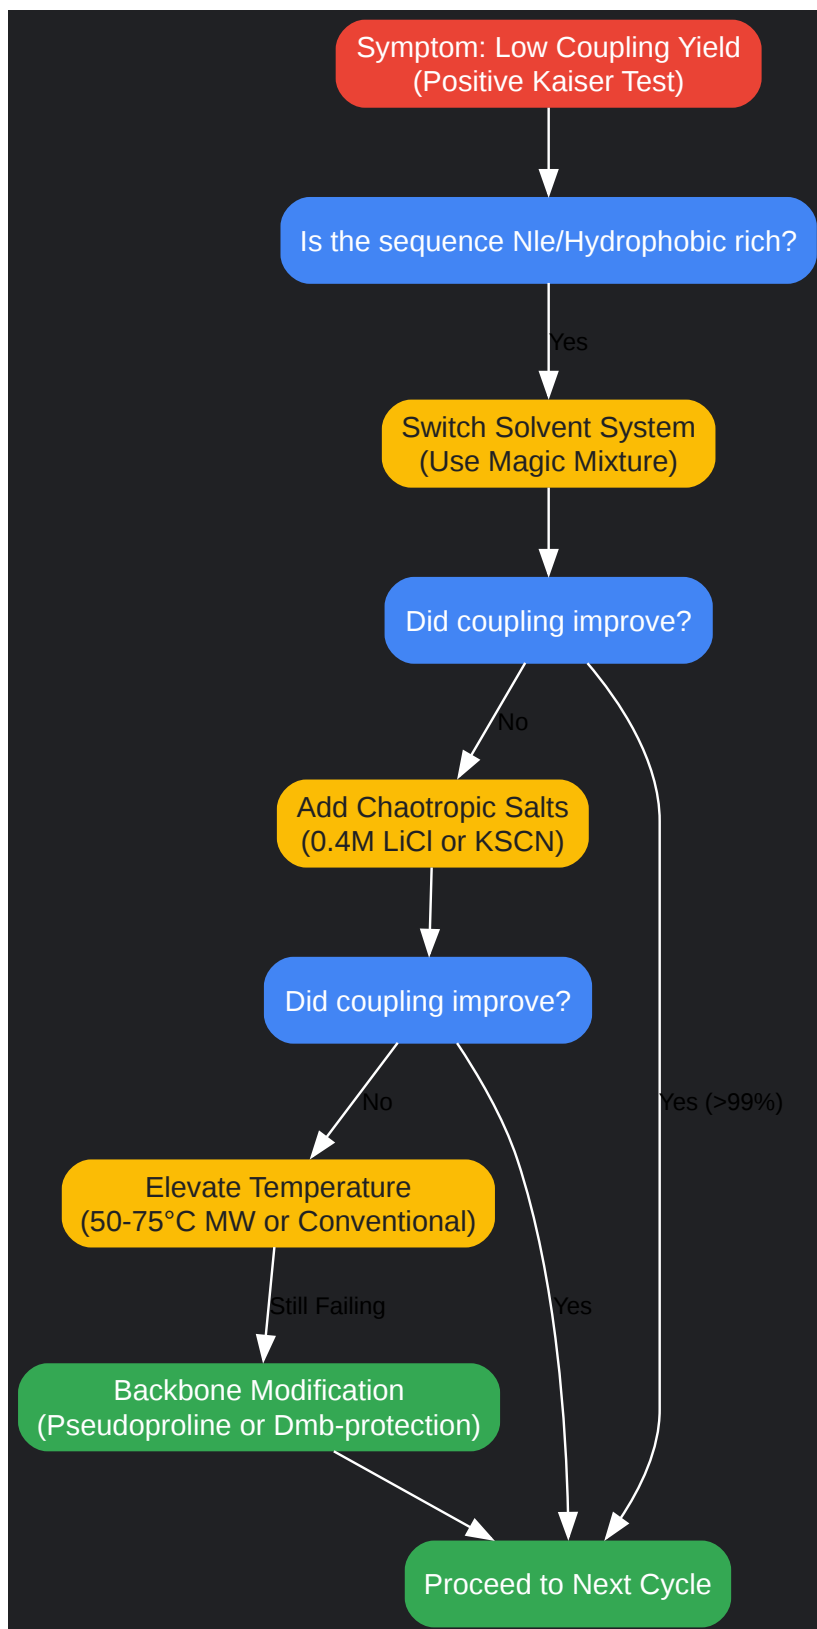 Symptom: Low Coupling Yield
(Positive Kaiser Test)
Is the sequence Nle/Hydrophobic rich?
Yes
Switch Solvent System
(Use Magic Mixture)
Did coupling improve?
No
Add Chaotropic Salts
(0.4M LiCl or KSCN)
Did coupling improve?
No
Yes (>99%)
Elevate Temperature
(50-75°C MW or Conventional)
Still Failing
Yes
Backbone Modification
(Pseudoproline or Dmb-protection)
Proceed to Next Cycle